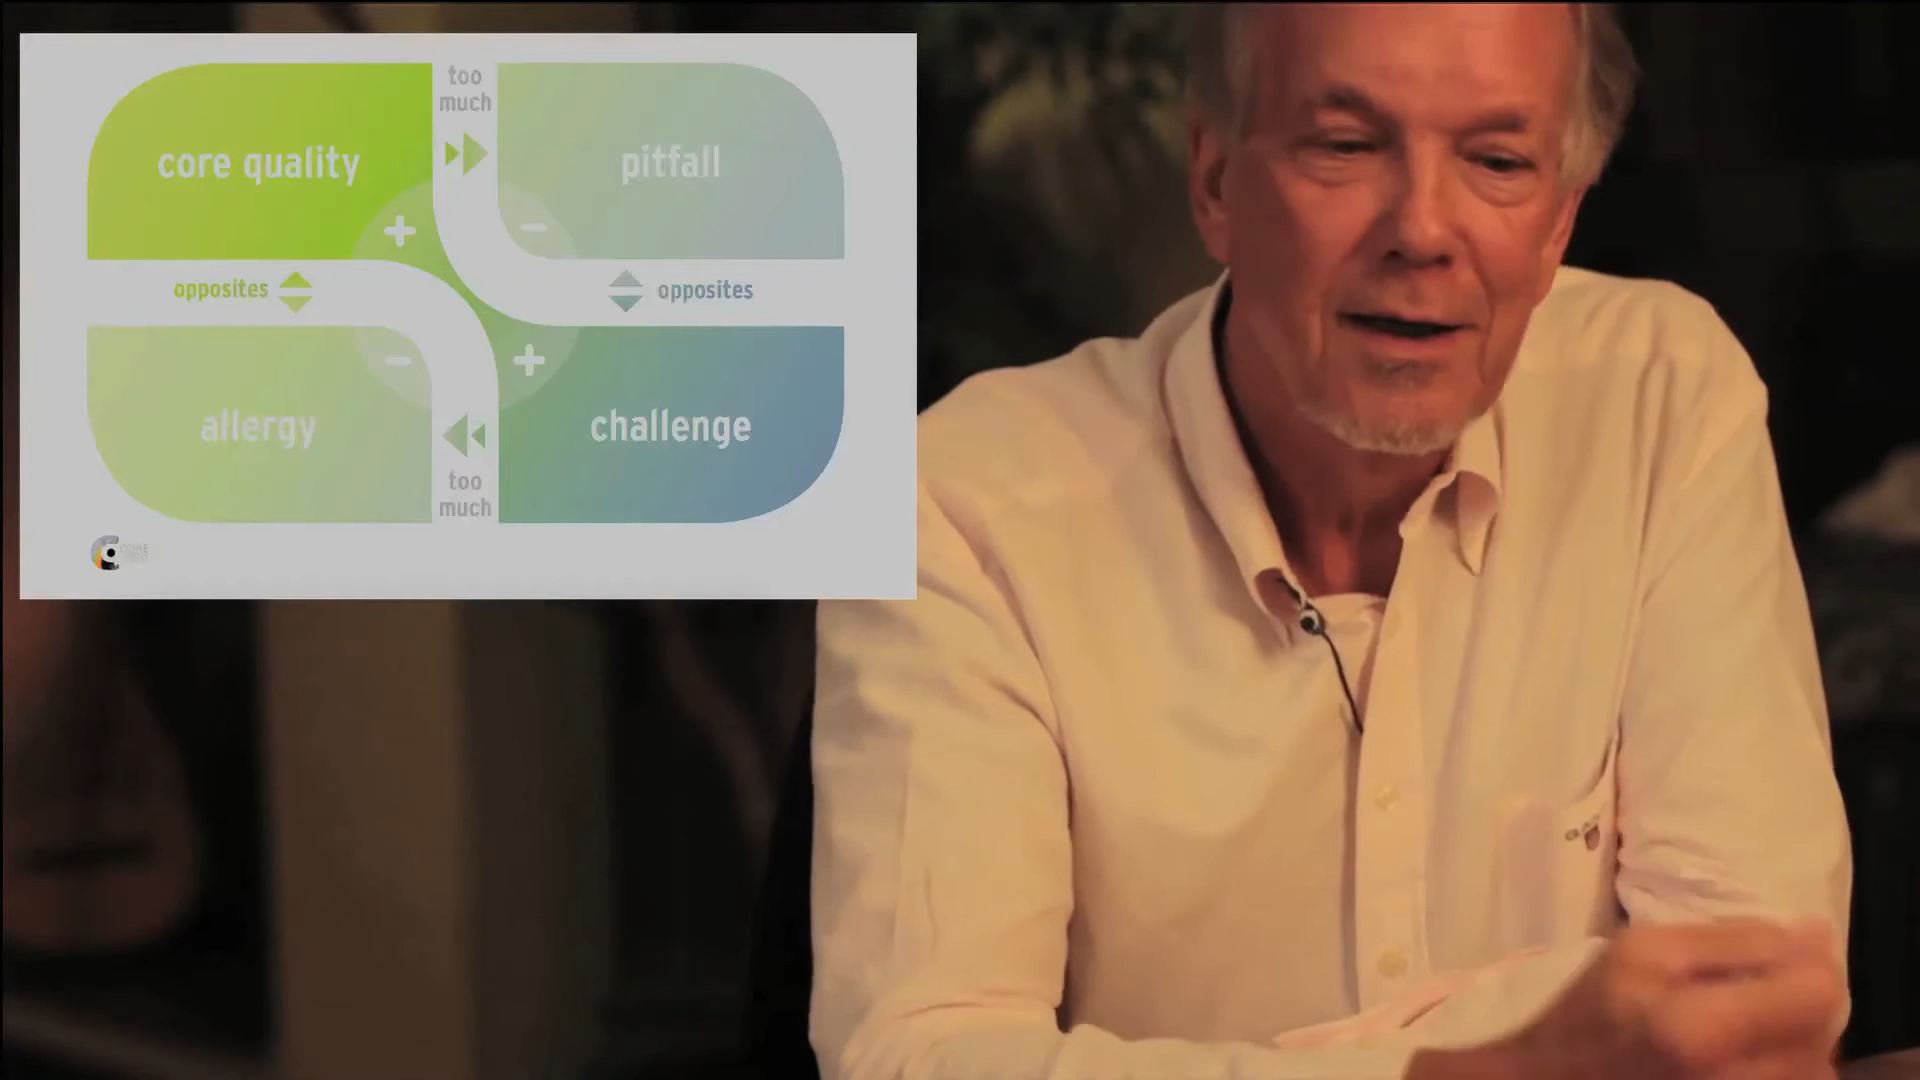 too
much
core quality
pitfall
opposites
opposites
allergy
challenge
too
much